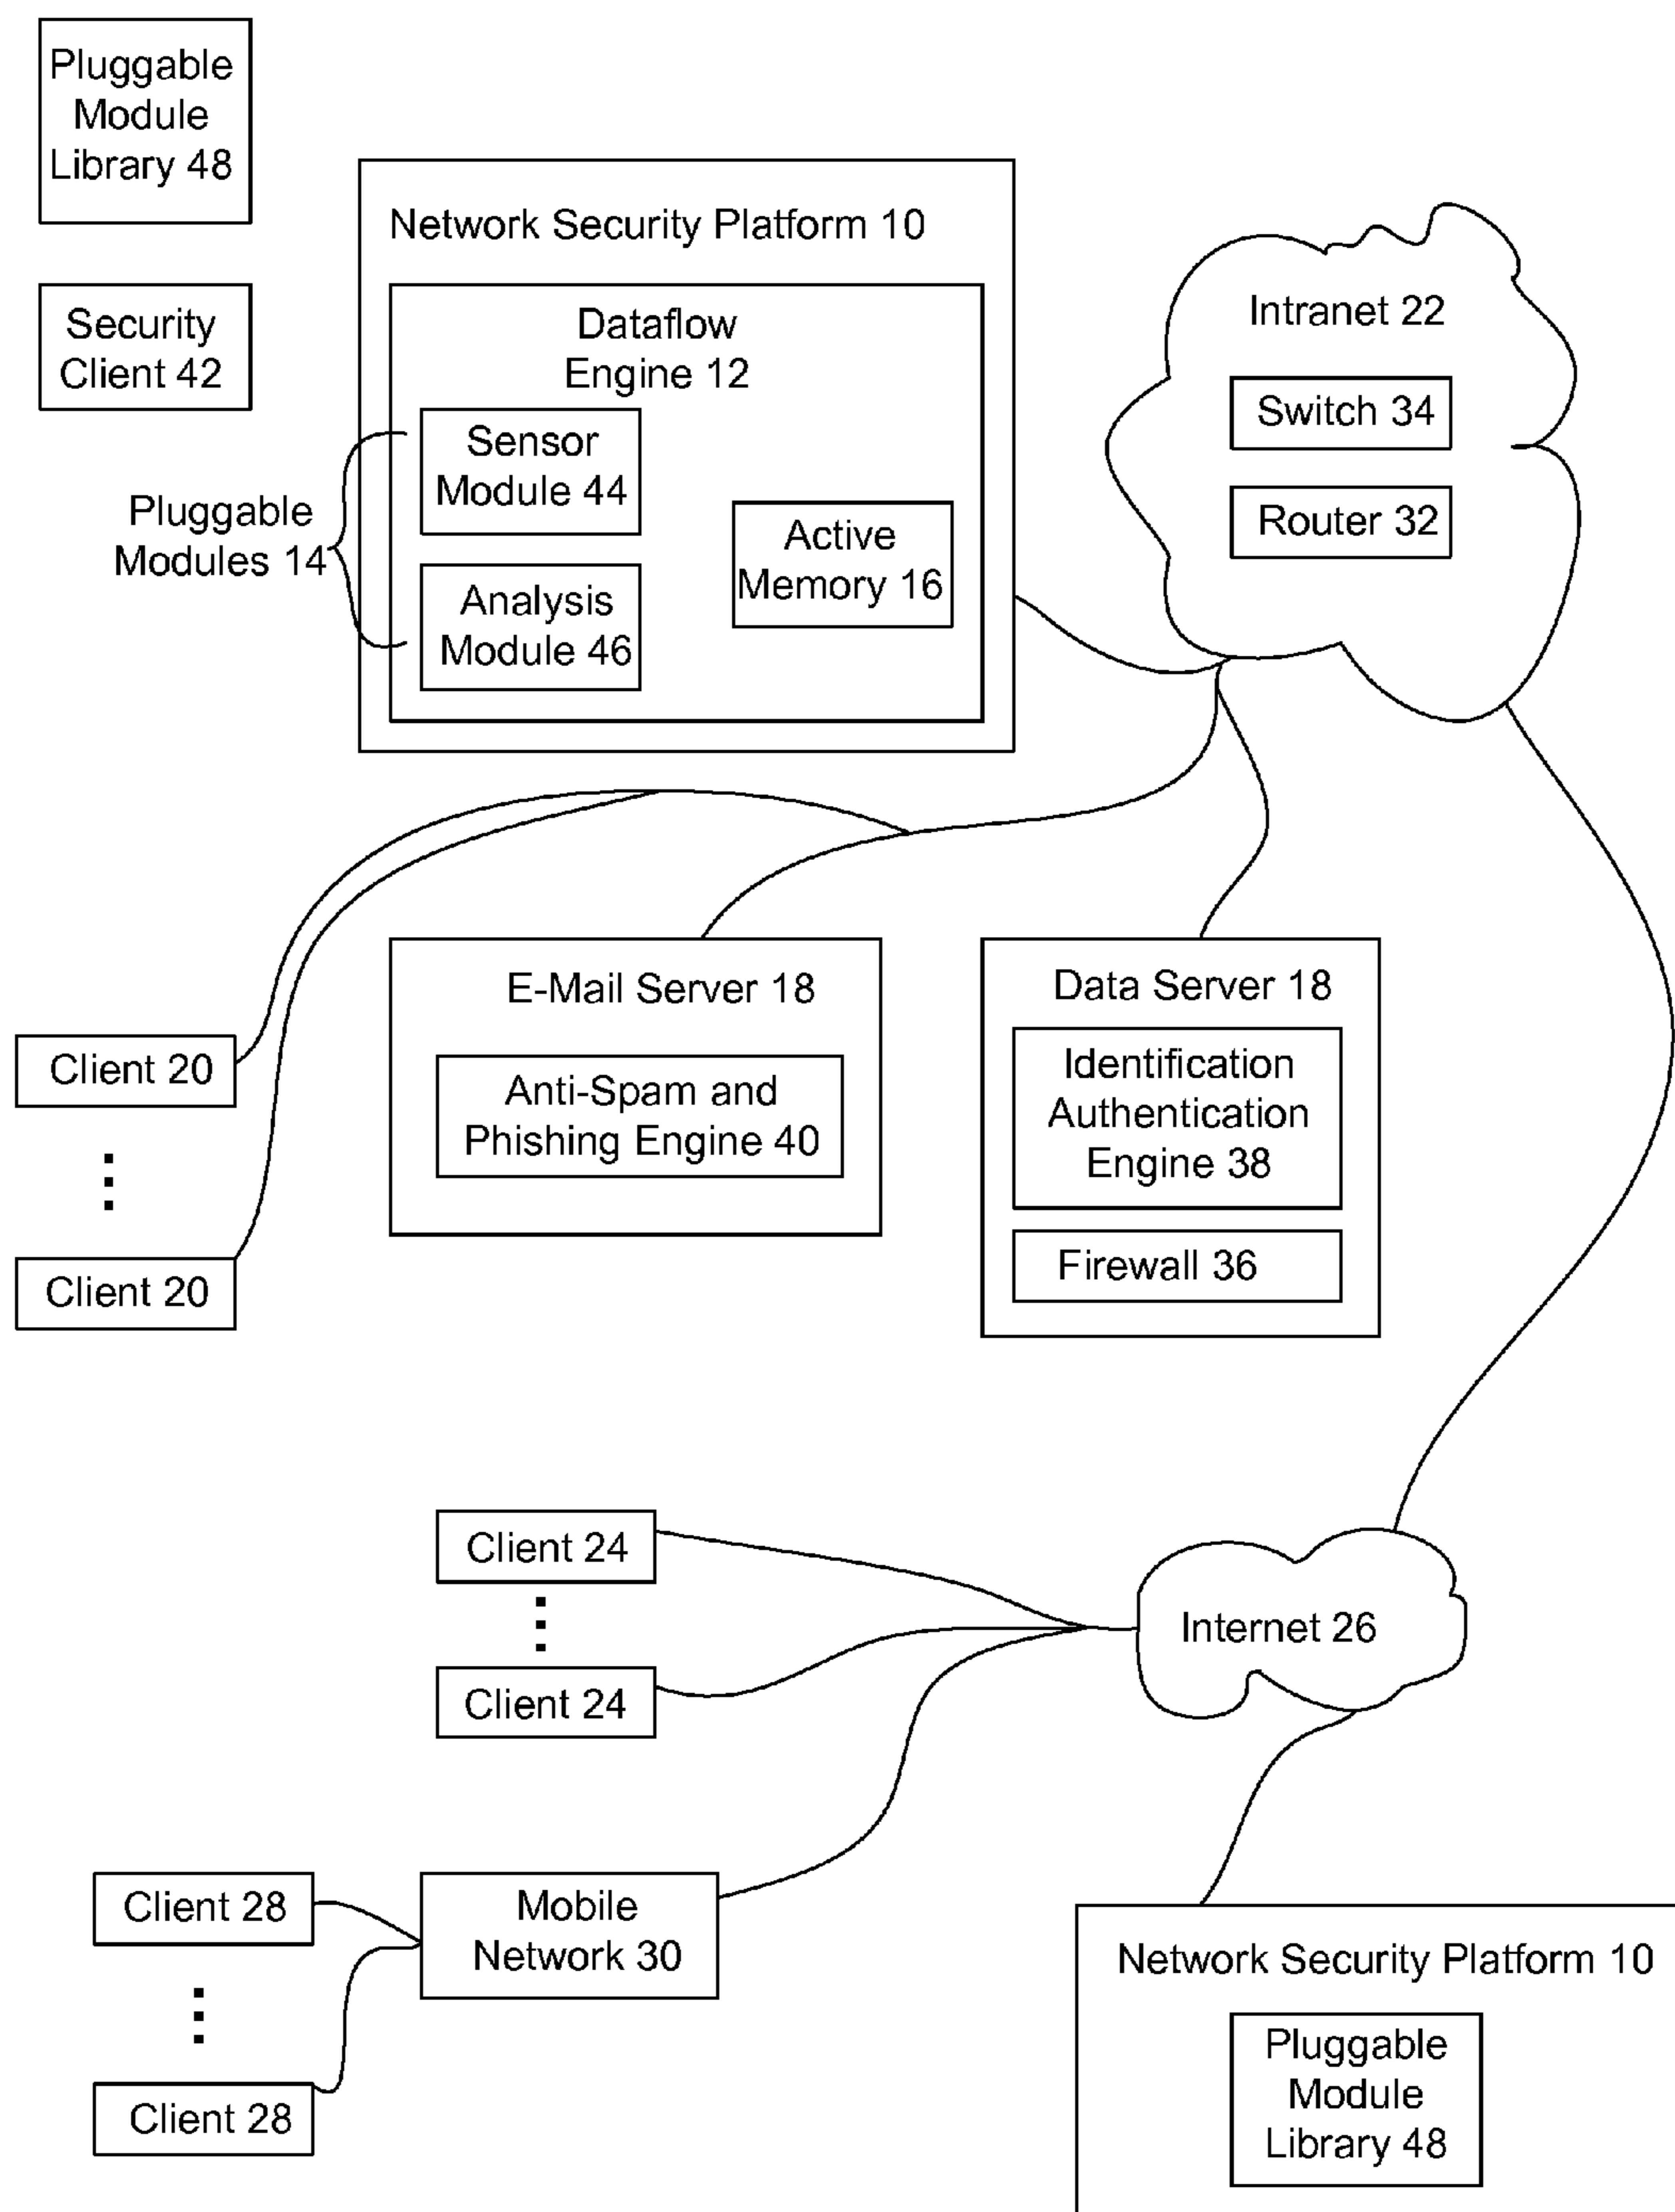 Pluggable
Module
Library 48
Network Security Platform 10
Security
Client 42
Dataflow
Engine 12
Sensor
Module 44
Pluggable
Modules 14
Active
Memory 16
Analysis
Module 46
Intranet 22
Switch 34
Router 32
E-Mail Server 18
Anti-Spam and
Phishing Engine 40
Data Server 18
Identification
Authentication
Engine 38
Firewall 36
Client 20
Client 20
Client 24
Client 24
Internet 26
Client 28
Client 28
Mobile
Network 30
Network Security Platform 10
Pluggable
Module
Library 48